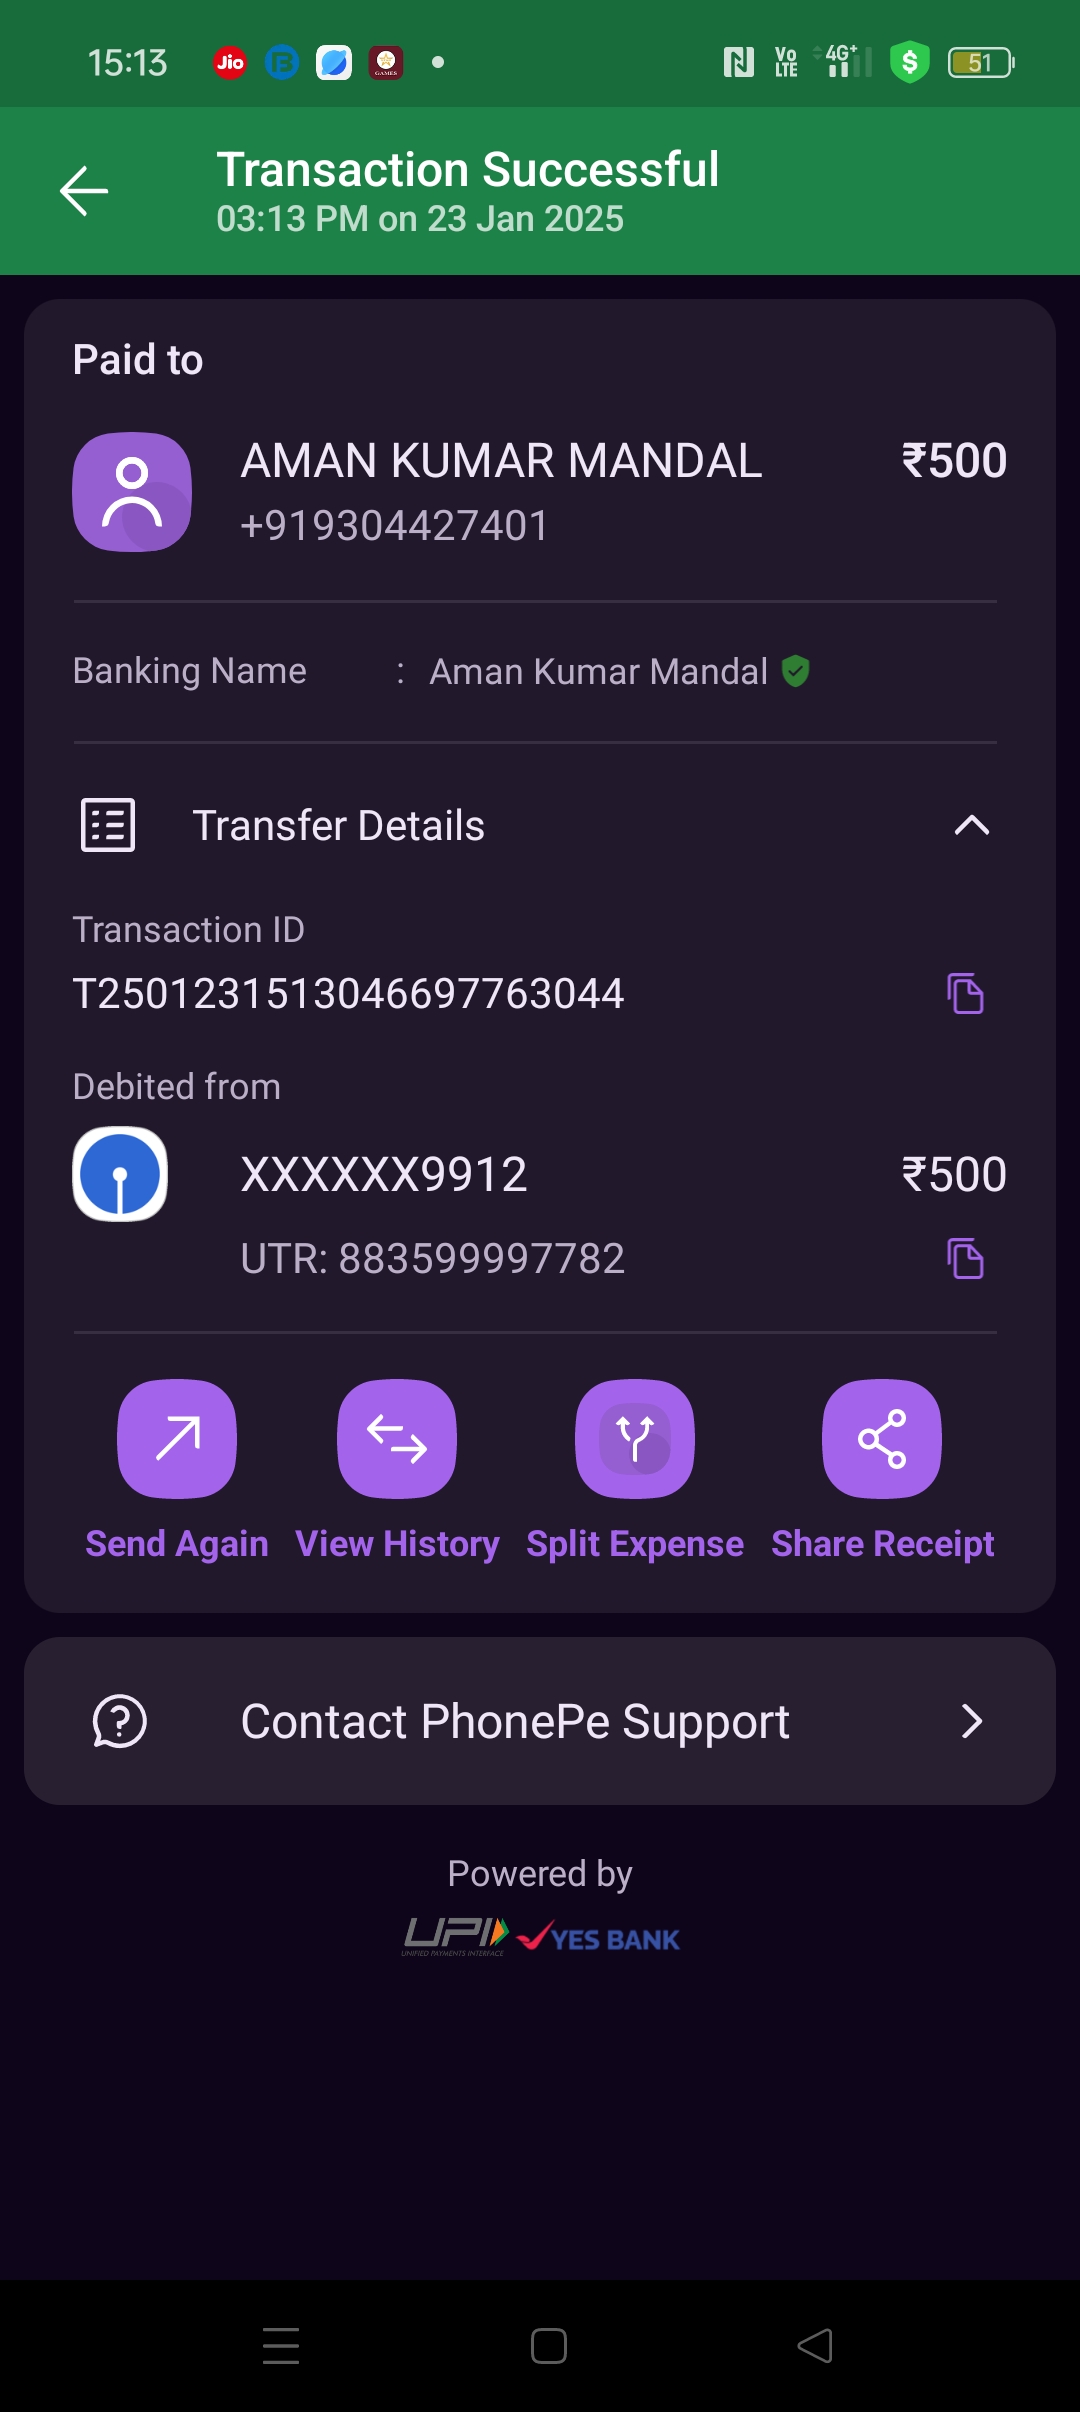 15:13 Jio B GAMES N Vo LTE 4G+ $ 51
Transaction Successful
03:13 PM on 23 Jan 2025
Paid to
AMAN KUMAR MANDAL ₹500
+919304427401
Banking Name : Aman Kumar Mandal
Transfer Details
Transaction ID
T2501231513046697763044
Debited from
XXXXXX9912 ₹500
UTR: 883599997782
Send Again View History Split Expense Share Receipt
Contact PhonePe Support
Powered by
UPI YES BANK
UNIFIED PAYMENTS INTERFACE